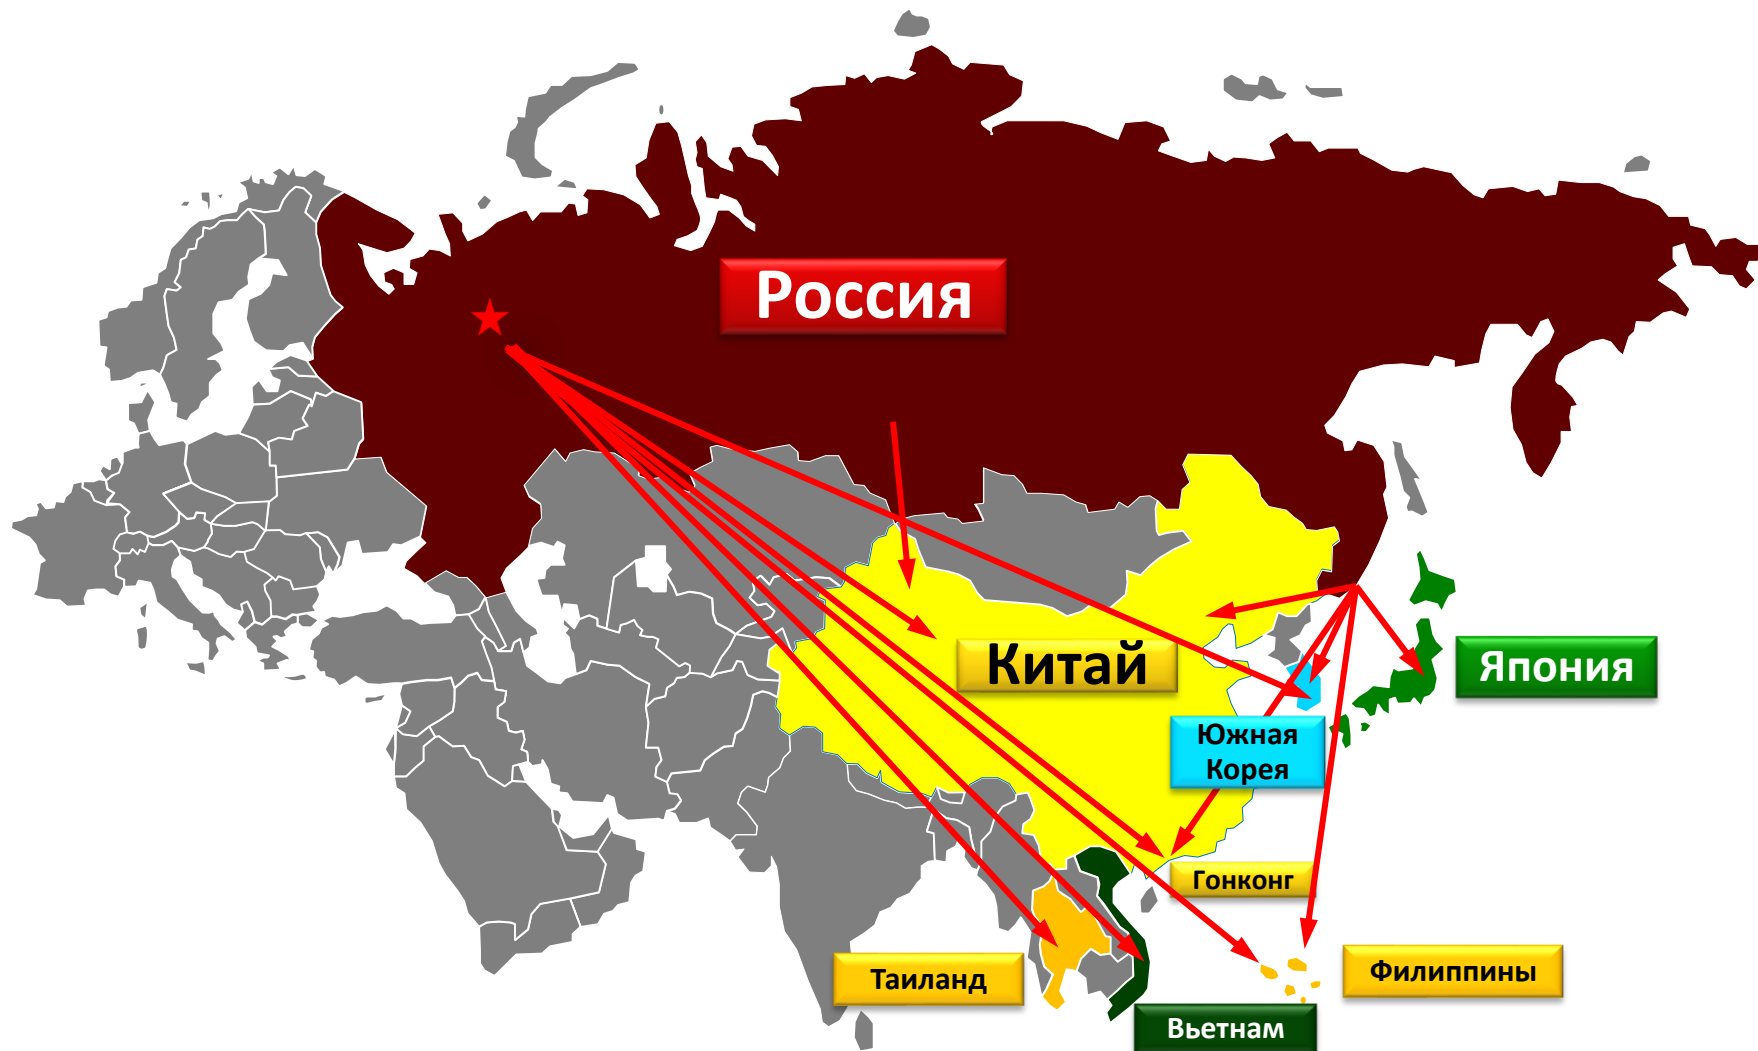 Россия
Китай
Япония
Южная
Корея
Гонконг
Таиланд
Филиппины
Вьетнам